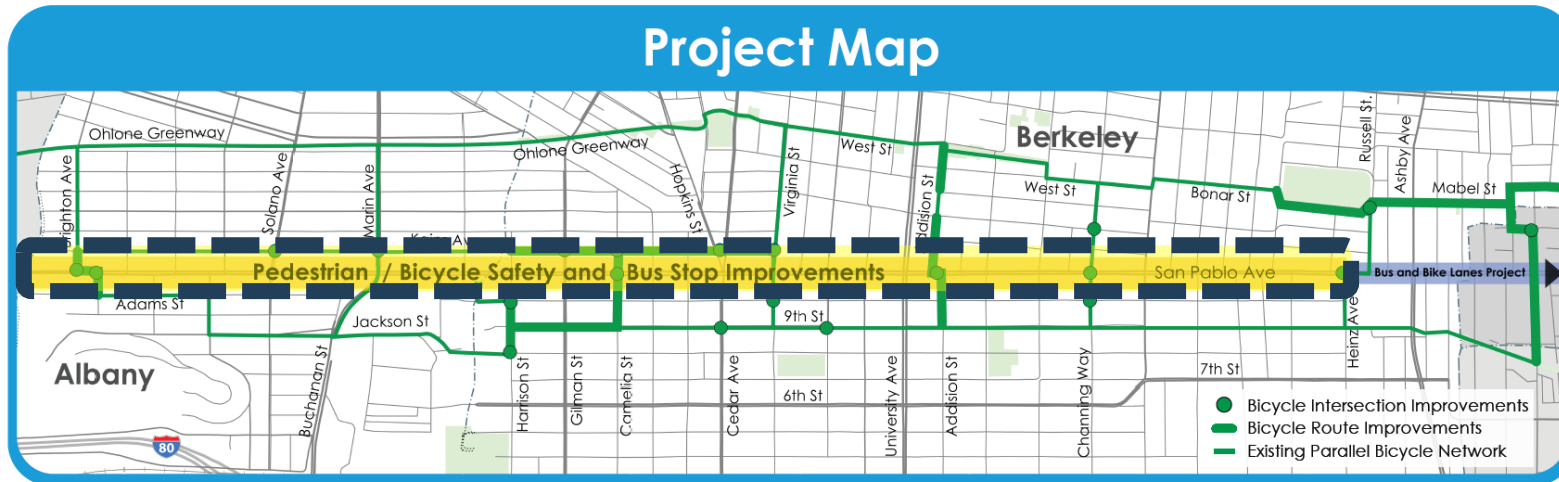 Project Map
Ohlone Greenway
Ohlone Greenway
Berkeley
West St
West St
Bonar St
Mabel St
Russell St.
Ashby Ave
Brighton Ave
Solano Ave
Marin Ave
Hopkins St
Virginia St
Addison St
Pedestrian / Bicycle Safety and Bus Stop Improvements
San Pablo Ave
Bus and Bike Lanes Project
Adams St
Jackson St
9th St
Heinz Ave
Albany
Buchanan St
Harrison St
Gilman St
Camelia St
Cedar Ave
6th St
University Ave
Addison St
Channing Way
7th St
80
Bicycle Intersection Improvements
Bicycle Route Improvements
Existing Parallel Bicycle Network